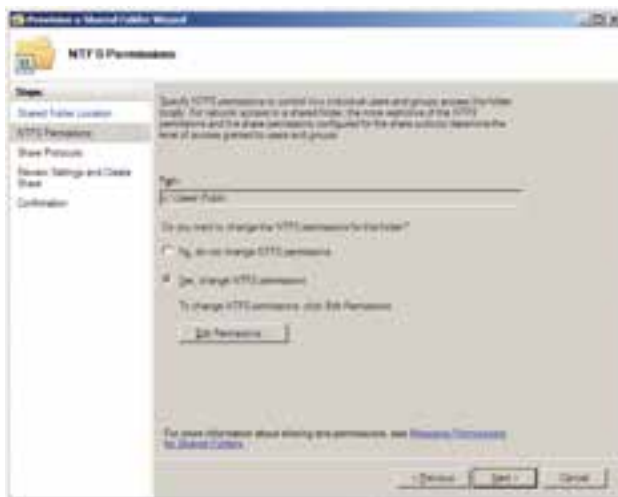 Provision a Shared Folder Wizard
NTFS Permissions
Steps:
Shared Folder Location
NTFS Permissions
Share Protocols
Review Settings and Create
Share
Confirmation
Specify NTFS permissions to control how individual users and groups access this folder
locally. For network access to a shared folder, the more restrictive of the NTFS
permissions and the share permissions configured for the share protocol determine the
level of access granted to users and groups.
Path:
Users\Public
Do you want to change the NTFS permissions for this folder?
No, do not change NTFS permissions
Yes, change NTFS permissions
To change NTFS permissions, click Edit Permissions.
Edit Permissions...
For more information about sharing and permissions, see Managing Permissions
for Shared Folders
< Previous
Next >
Cancel